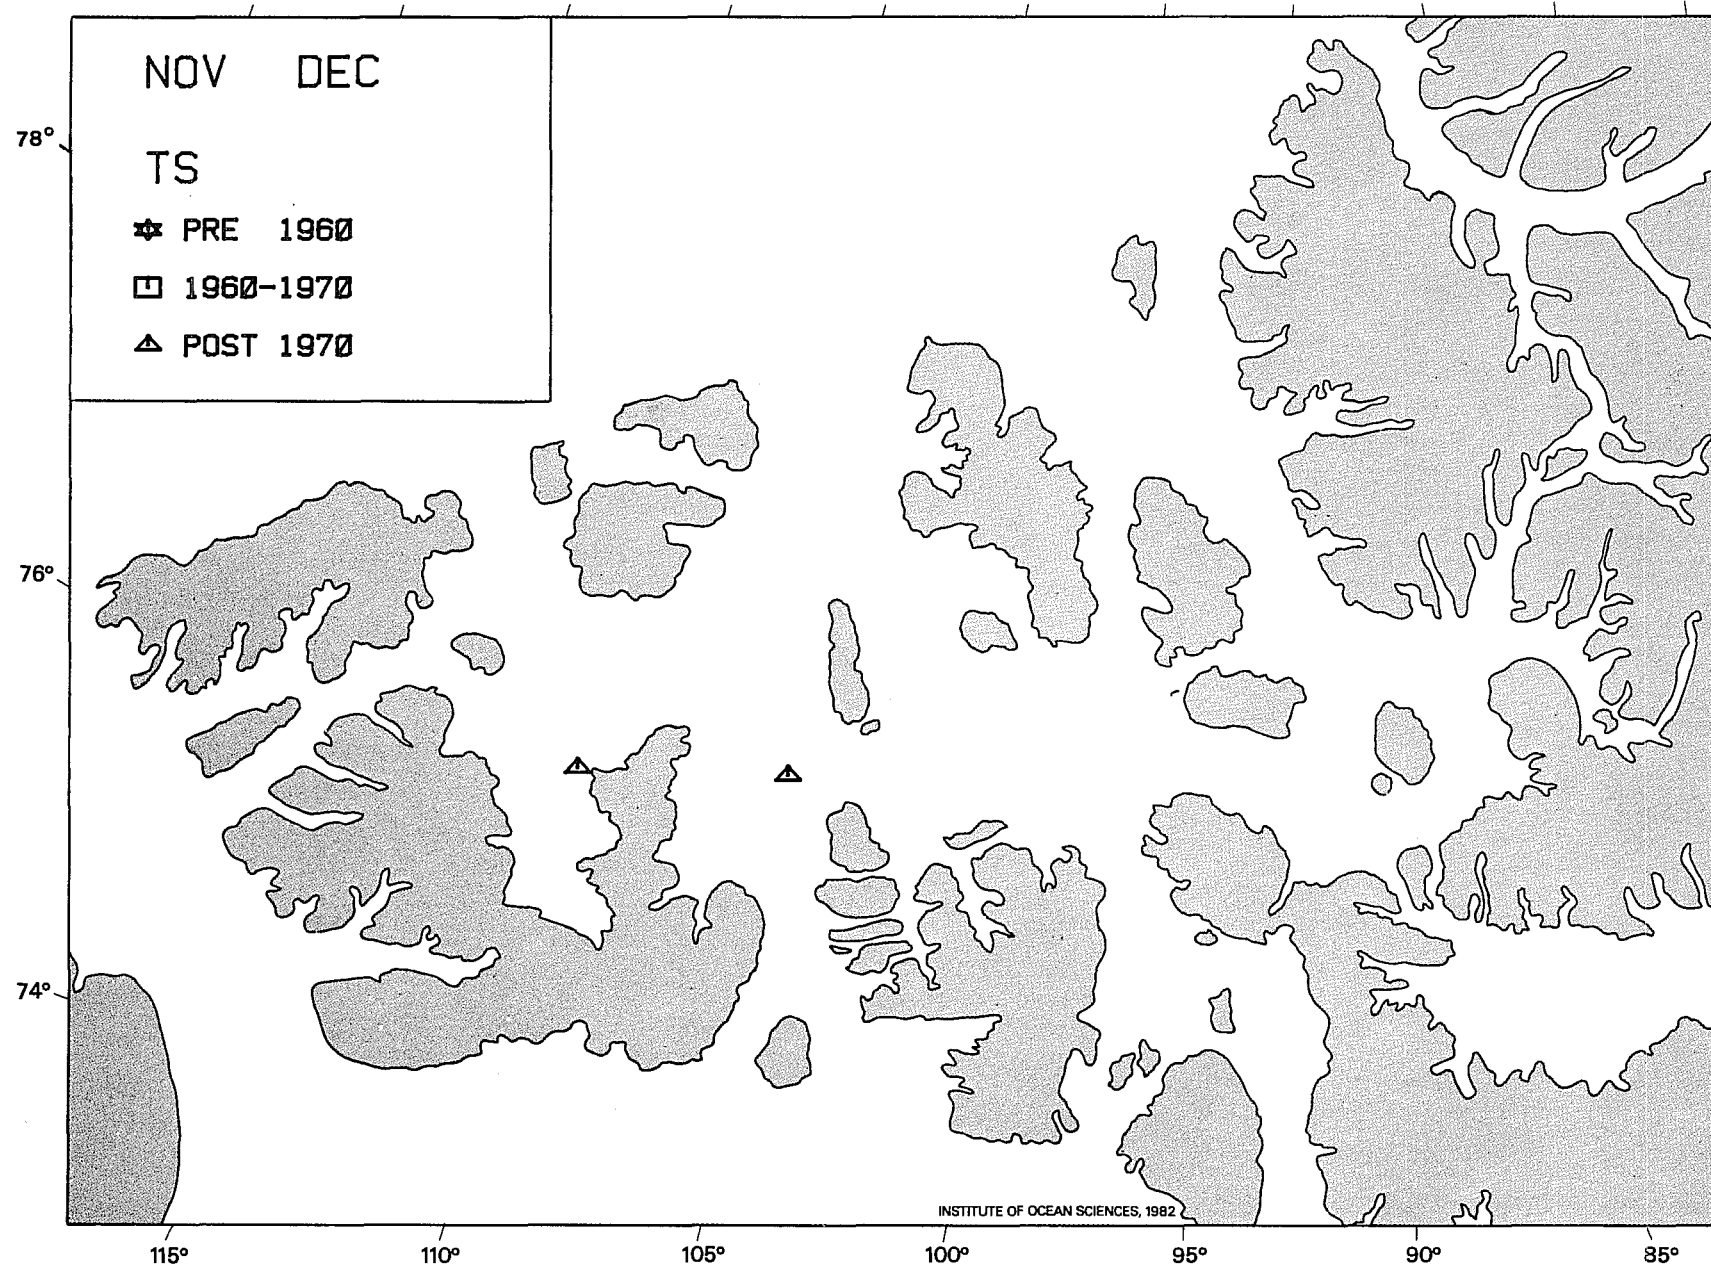 NOV DEC
TS
PRE 1960
1960-1970
POST 1970
78°
76°
74°
INSTITUTE OF OCEAN SCIENCES, 1982
115° 110° 105° 100° 95° 90° 85°